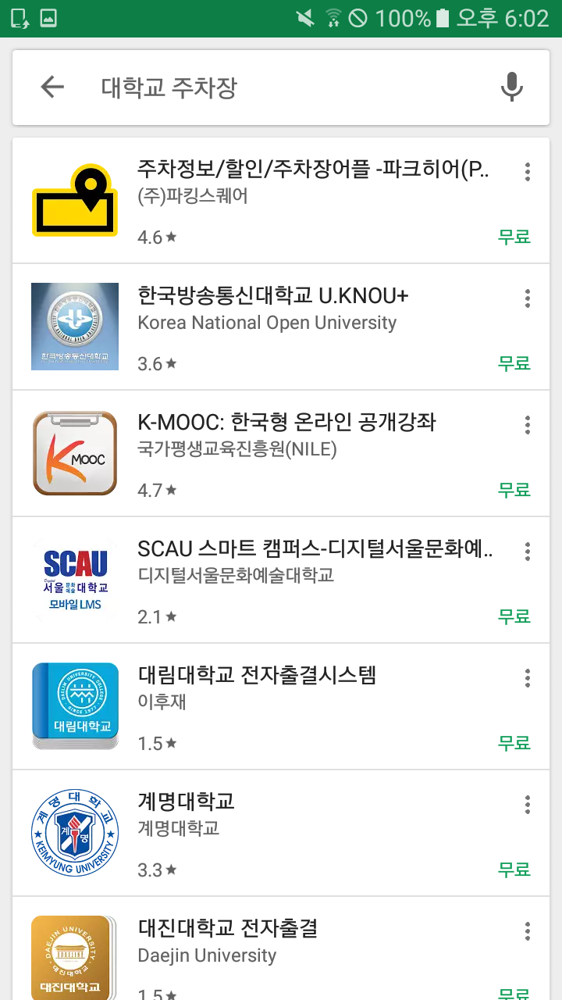 100% 오후 6:02
대학교 주차장
주차정보/할인/주차장어플 -파크히어(P..
(주)파킹스퀘어
4.6★
무료
한국방송통신대학교
한국방송통신대학교 U.KNOU+
Korea National Open University
3.6★
무료
K MOOC
K-MOOC: 한국형 온라인 공개강좌
국가평생교육진흥원(NILE)
4.7★
무료
SCAU
Digital
서울문화예술대학교
모바일 LMS
SCAU 스마트 캠퍼스-디지털서울문화예..
디지털서울문화예술대학교
2.1★
무료
대림대학교
대림대학교 전자출결시스템
이후재
1.5★
무료
계명대학교
계명
KEIMYUNG UNIVERSITY
계명대학교
계명대학교
3.3★
무료
DAEJIN UNIVERSITY
대진대학교
대진대학교
대진대학교 전자출결
Daejin University
1.5★
무료